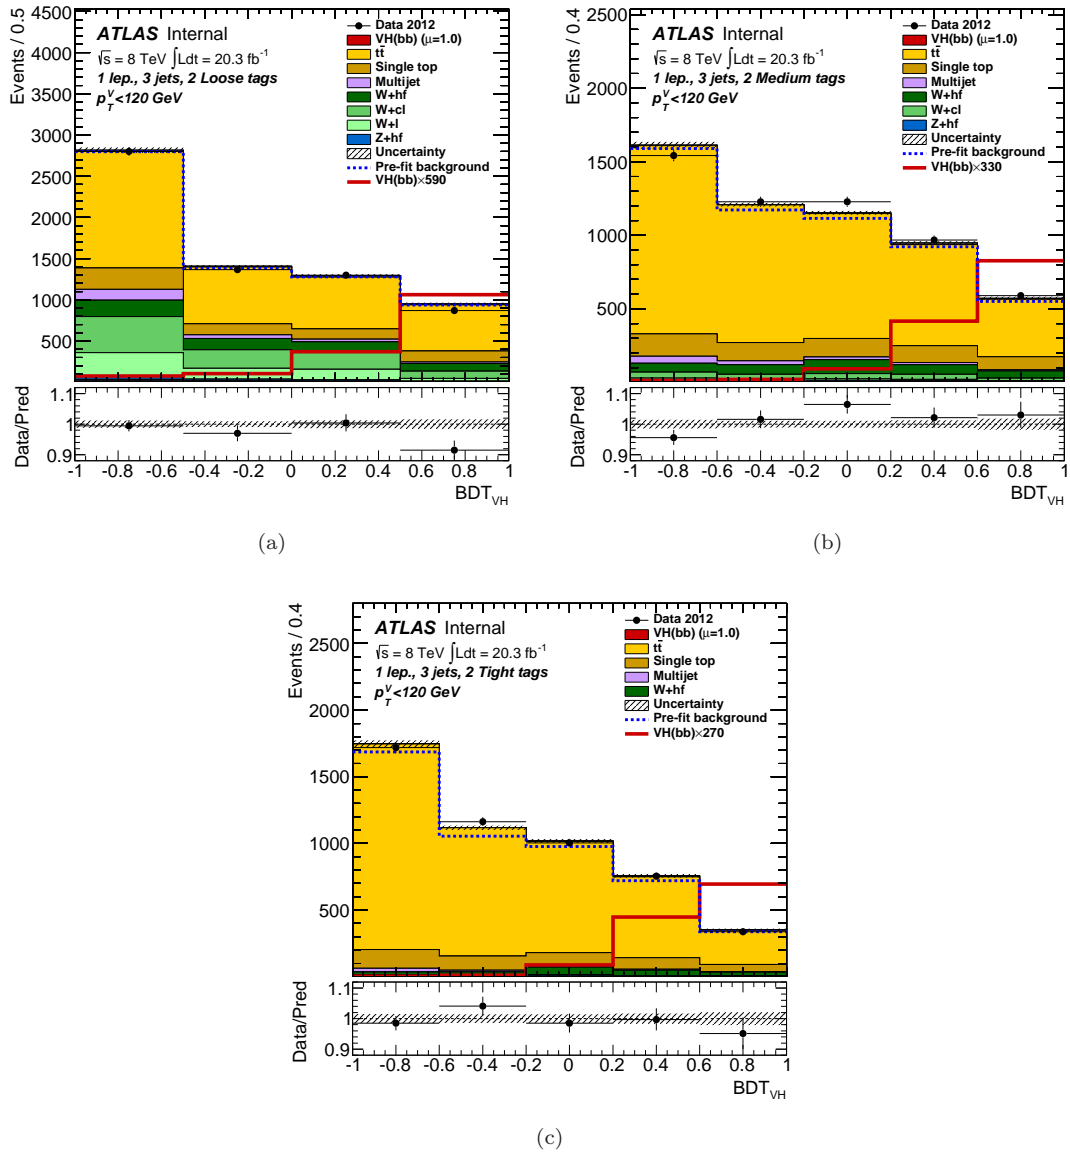 Events / 0.5
4500
4000
3500
3000
2500
2000
1500
1000
500
ATLAS Internal
√s = 8 TeV ∫Ldt = 20.3 fb⁻¹
1 lep., 3 jets, 2 Loose tags
p_T^V<120 GeV
Data 2012
VH(bb) (μ=1.0)
tt̄
Single top
Multijet
W+hf
W+cl
W+l
Z+hf
Uncertainty
Pre-fit background
VH(bb)×590
Data/Pred
1.1
1
0.9
-1 -0.8 -0.6 -0.4 -0.2 0 0.2 0.4 0.6 0.8 1
BDT_VH
(a)
Events / 0.4
2500
2000
1500
1000
500
ATLAS Internal
√s = 8 TeV ∫Ldt = 20.3 fb⁻¹
1 lep., 3 jets, 2 Medium tags
p_T^V<120 GeV
Data 2012
VH(bb) (μ=1.0)
tt̄
Single top
Multijet
W+hf
W+cl
W+l
Z+hf
Uncertainty
Pre-fit background
VH(bb)×330
Data/Pred
1.1
1
0.9
-1 -0.8 -0.6 -0.4 -0.2 0 0.2 0.4 0.6 0.8 1
BDT_VH
(b)
Events / 0.4
2500
2000
1500
1000
500
ATLAS Internal
√s = 8 TeV ∫Ldt = 20.3 fb⁻¹
1 lep., 3 jets, 2 Tight tags
p_T^V<120 GeV
Data 2012
VH(bb) (μ=1.0)
tt̄
Single top
Multijet
W+hf
Uncertainty
Pre-fit background
VH(bb)×270
Data/Pred
1.1
1
0.9
-1 -0.8 -0.6 -0.4 -0.2 0 0.2 0.4 0.6 0.8 1
BDT_VH
(c)